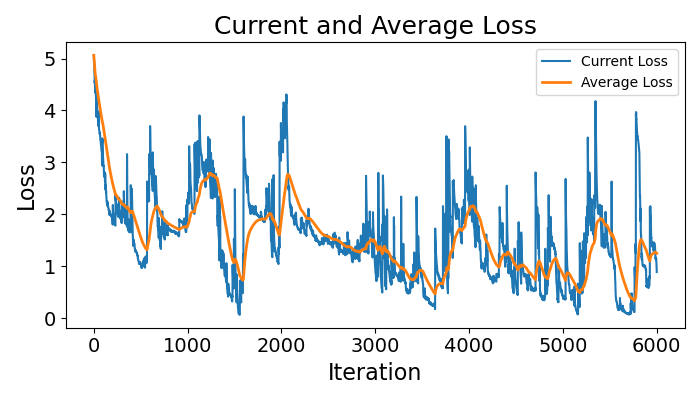 Current and Average Loss
Current Loss
Average Loss
Loss
5
4
3
2
1
0
0 1000 2000 3000 4000 5000 6000
Iteration